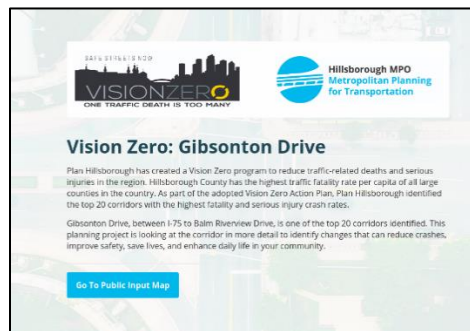 SAFE STREETS NOW
VISIONZERO
ONE TRAFFIC DEATH IS TOO MANY
Hillsborough MPO
Metropolitan Planning
for Transportation
Vision Zero: Gibsonton Drive
Plan Hillsborough has created a Vision Zero program to reduce traffic-related deaths and serious
injuries in the region. Hillsborough County has the highest traffic fatality rate per capita of all large
counties in the country. As part of the adopted Vision Zero Action Plan, Plan Hillsborough identified
the top 20 corridors with the highest fatality and serious injury crash rates.
Gibsonton Drive, between I-75 to Balm Riverview Drive, is one of the top 20 corridors identified. This
planning project is looking at the corridor in more detail to identify changes that can reduce crashes,
improve safety, save lives, and enhance daily life in your community.
Go To Public Input Map